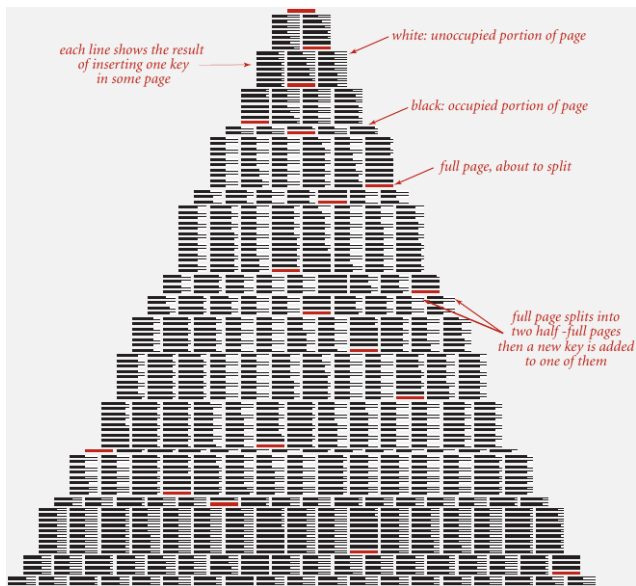 each line shows the result
of inserting one key
in some page
white: unoccupied portion of page
black: occupied portion of page
full page, about to split
full page splits into
two half -full pages
then a new key is added
to one of them